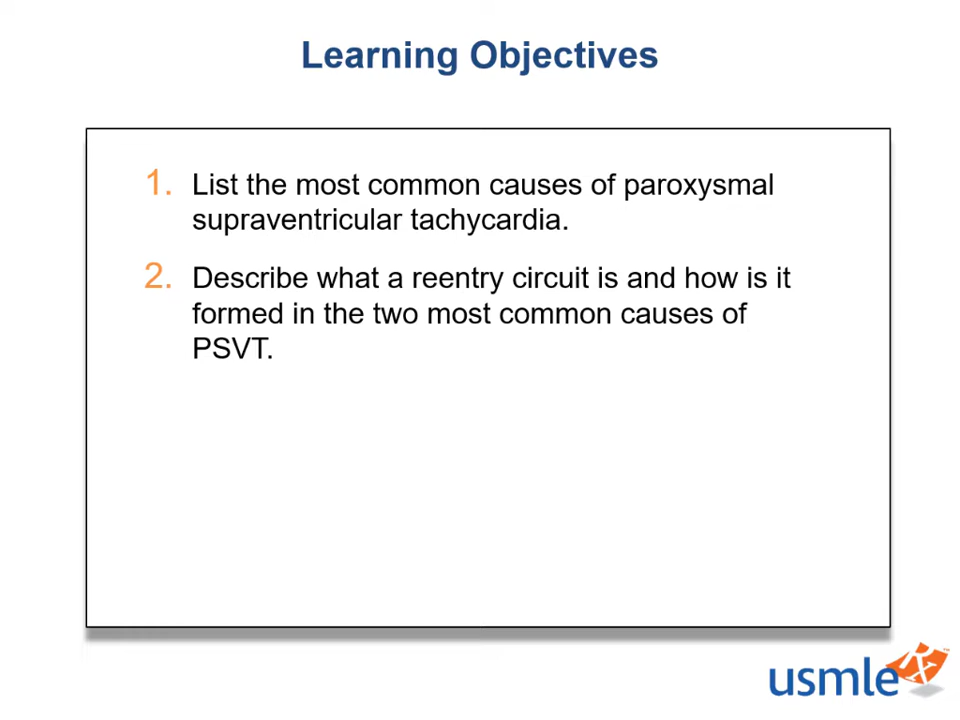 Learning Objectives
1. List the most common causes of paroxysmal
supraventricular tachycardia.
2. Describe what a reentry circuit is and how is it
formed in the two most common causes of
PSVT.
usmle Rx™